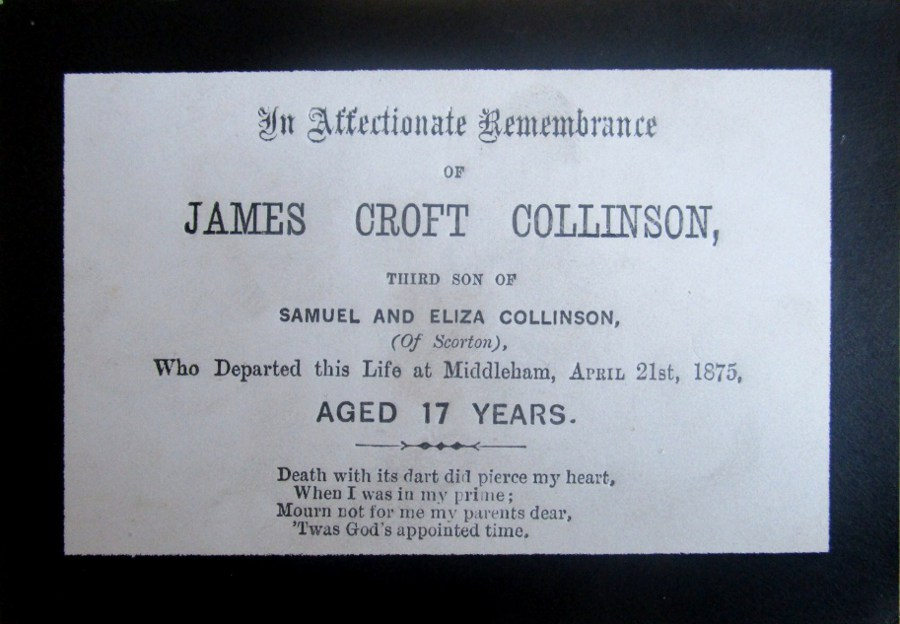 In Affectionate Remembrance
OF
JAMES CROFT COLLINSON,
THIRD SON OF
SAMUEL AND ELIZA COLLINSON,
(Of Scorton),
Who Departed this Life at Middleham, APRIL 21st, 1875,
AGED 17 YEARS.
Death with its dart did pierce my heart,
When I was in my prime;
Mourn not for me my parents dear,
'Twas God's appointed time.